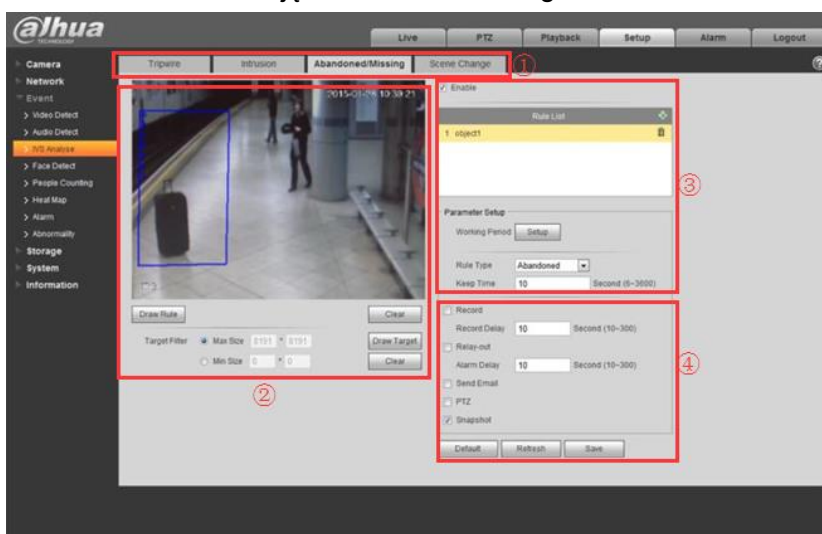 alhua
TECHNOLOGY
Live PTZ Playback Setup Alarm Logout
Tripwire Intrusion Abandoned/Missing Scene Change ①
Camera
Network
Event
Video Detect
Audio Detect
IVS Analyse
Face Detect
People Counting
Heat Map
Alarm
Abnormality
Storage
System
Information
2015-01-28 10:39:21
Draw Rule Clear
Target Filter Max Size 8191 * 8191 Draw Target
Min Size 0 * 0 Clear
②
Enable
Rule List
1 object1
③
Parameter Setup
Working Period Setup
Rule Type Abandoned
Keep Time 10 Second (6~3600)
Record
Record Delay 10 Second (10~300)
Relay-out
④
Alarm Delay 10 Second (10~300)
Send Email
PTZ
Snapshot
Default Refresh Save